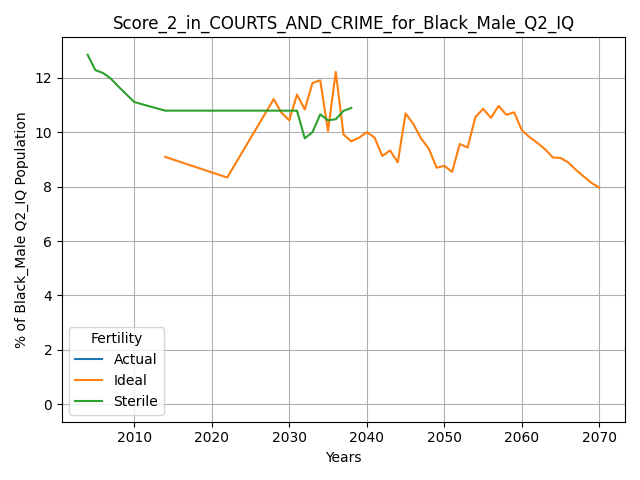 Score_2_in_COURTS_AND_CRIME_for_Black_Male_Q2_IQ
% of Black_Male Q2_IQ Population
12
10
8
6
4
2
0
Fertility
Actual
Ideal
Sterile
2010 2020 2030 2040 2050 2060 2070
Years